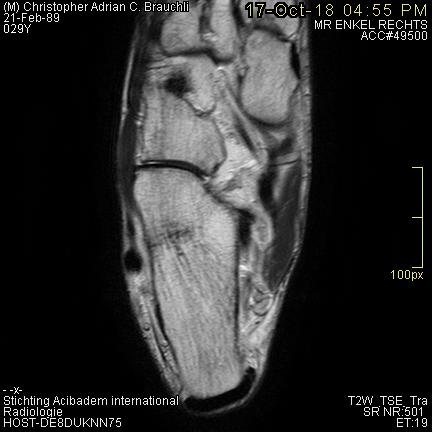 (M) Christopher Adrian C. Brauchli
17-Oct-18 04:55 PM
21-Feb-89
MR ENKEL RECHTS
029Y
ACC#49500
100px
--x-
Stichting Acibadem international
T2W_TSE_Tra
Radiologie
SR NR:501
HOST-DE8DUKNN75
ET:19